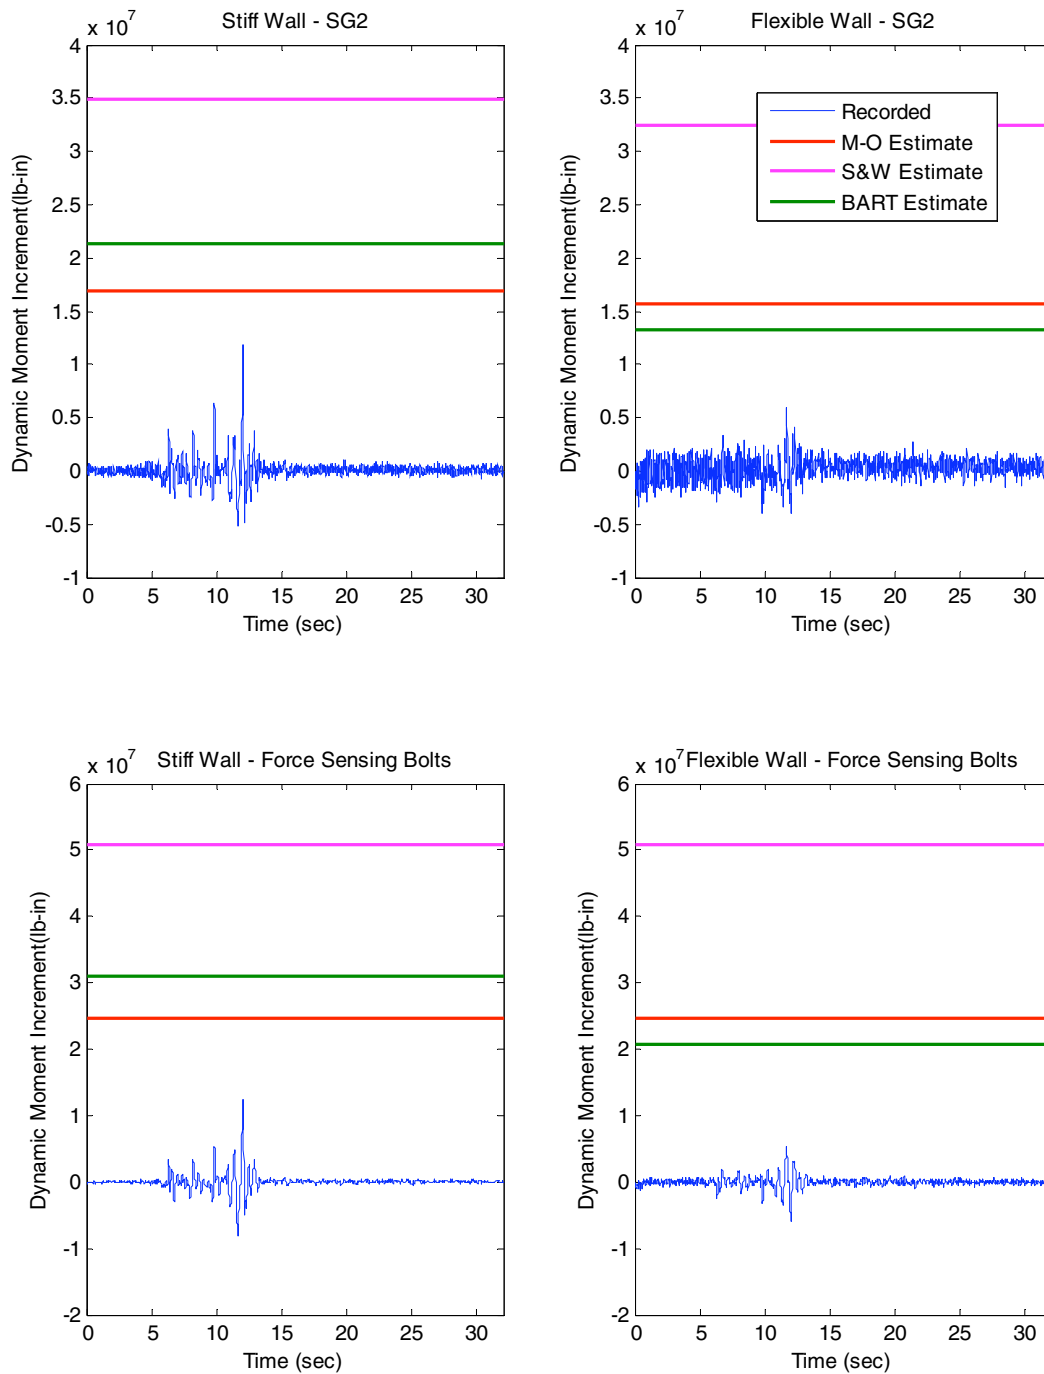 x 10^7
Stiff Wall - SG2
4
3.5
3
2.5
2
1.5
1
0.5
0
-0.5
-1
Dynamic Moment Increment(lb-in)
0 5 10 15 20 25 30
Time (sec)
x 10^7
Flexible Wall - SG2
4
3.5
3
2.5
2
1.5
1
0.5
0
-0.5
-1
Dynamic Moment Increment(lb-in)
Recorded
M-O Estimate
S&W Estimate
BART Estimate
0 5 10 15 20 25 30
Time (sec)
x 10^7
Stiff Wall - Force Sensing Bolts
6
5
4
3
2
1
0
-1
-2
Dynamic Moment Increment(lb-in)
0 5 10 15 20 25 30
Time (sec)
x 10^7
Flexible Wall - Force Sensing Bolts
6
5
4
3
2
1
0
-1
-2
Dynamic Moment Increment(lb-in)
0 5 10 15 20 25 30
Time (sec)